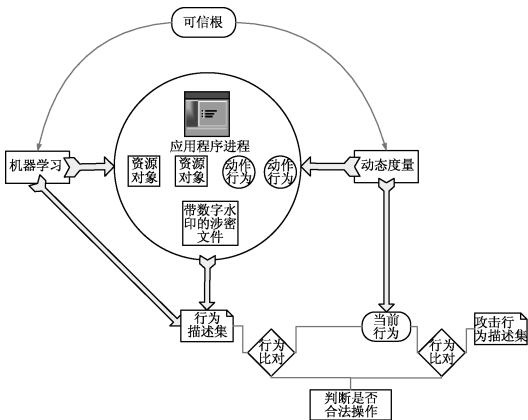 可信根
应用程序进程
机器学习
资源
对象
资源
对象
动作
行为
动作
行为
动态度量
带数字水
印的涉密
文件
行为
描述集
行为
比对
当前
行为
行为
比对
攻击行
为描述集
判断是否
合法操作